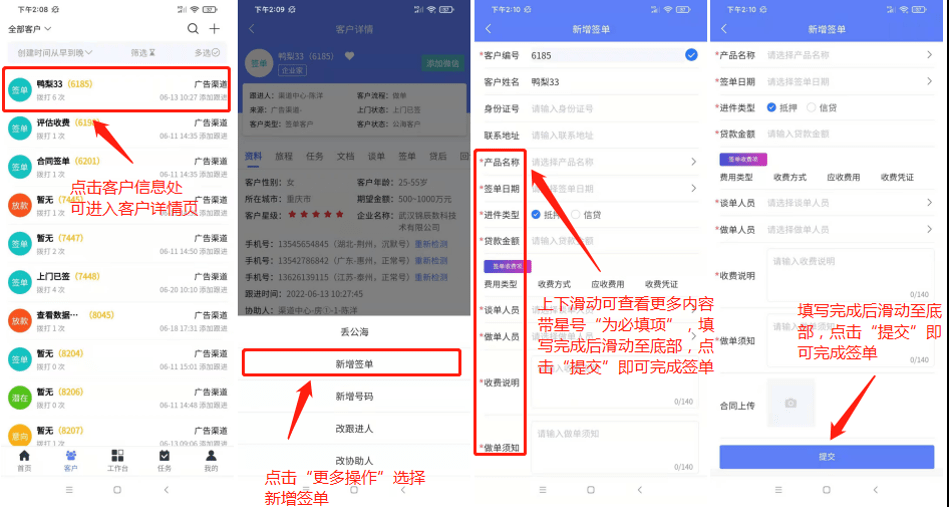 下午2:08
全部客户
创建时间从早到晚
筛选
多选
签单
鸭梨33 (6185)
广告渠道
拨打 6 次
06-13 10:27 添加跟进
签单
评估收费
广告渠道
拨打 1 次
06-11 14:35 添加跟进
签单
合同签单 (6201)
广告渠道
拨打 1 次
点击客户信息处
可进入客户详情页
放款
暂无
广告渠道
签单
暂无 (7447)
广告渠道
拨打 2 次
06-11 14:50 添加跟进
签单
上门已签 (7448)
广告渠道
拨打 4 次
06-20 10:10 添加跟进
放款
查看数据··· (8045)
广告渠道
拨打 1 次
06-18 17:31 添加跟进
签单
暂无 (8204)
广告渠道
拨打 0 次
06-11 15:01 添加跟进
潜在
暂无 (8206)
广告渠道
拨打 0 次
06-11 14:48 添加跟进
意向
暂无 (8207)
广告渠道
拨打 1 次
06-13 09:06 添加跟进
首页
客户
工作台
任务
我的
下午2:09
客户详情
签单
鸭梨33 (6185)
企业家
添加微信
跟进人：渠道中心-陈洋
客户流程：做单
来源：广告渠道-
上门状态：上门已签
客户类型：签单客户
客户状态：公海客户
资料
旅程
任务
文档
谈单
签单
贷后
客户性别：女
客户年龄：25-55岁
所在城市：重庆市
期望金额：500~1000万元
客户星级：★★★★★
企业名称：武汉锦辰数科技术有限公司
手机号：13545654845（湖北-荆州，沉默号）重新检测
手机号：13542786842（广东-惠州，正常号）重新检测
手机号：13626139115（江苏-泰州，正常号）重新检测
跟进时间：2022-06-13 10:27:45
协助人：渠道中心-房①-1-陈洋
丢公海
新增签单
新增号码
改跟进人
改协助人
点击“更多操作”选择
新增签单
下午2:10
新增签单
*客户编号
6185
客户姓名
鸭梨33
身份证号
请输入身份证号
联系地址
请输入联系地址
*产品名称
请选择产品名称
*签单日期
请选择签单日期
*进件类型
抵押
信贷
*贷款金额
请输入贷款金额
签单收费项
费用类型
收费方式
应收费用
收费凭证
*谈单人员
*做单人员
上下滑动可查看更多内容
带星号“为必填项”，填
写完成后滑动至底部，点
击“提交”即可完成签单
*收费说明
0/140
*做单须知
请输入做单须知
0/140
下午2:10
新增签单
*产品名称
请选择产品名称
*签单日期
请选择签单日期
*进件类型
抵押
信贷
*贷款金额
请输入贷款金额
签单收费项
费用类型
收费方式
应收费用
收费凭证
*谈单人员
请选择谈单人员
*做单人员
请选择做单人员
*收费说明
请输入收费说明
0/140
填写完成后滑动至底
部，点击“提交”即
可完成签单
*做单须知
0/140
合同上传
提交